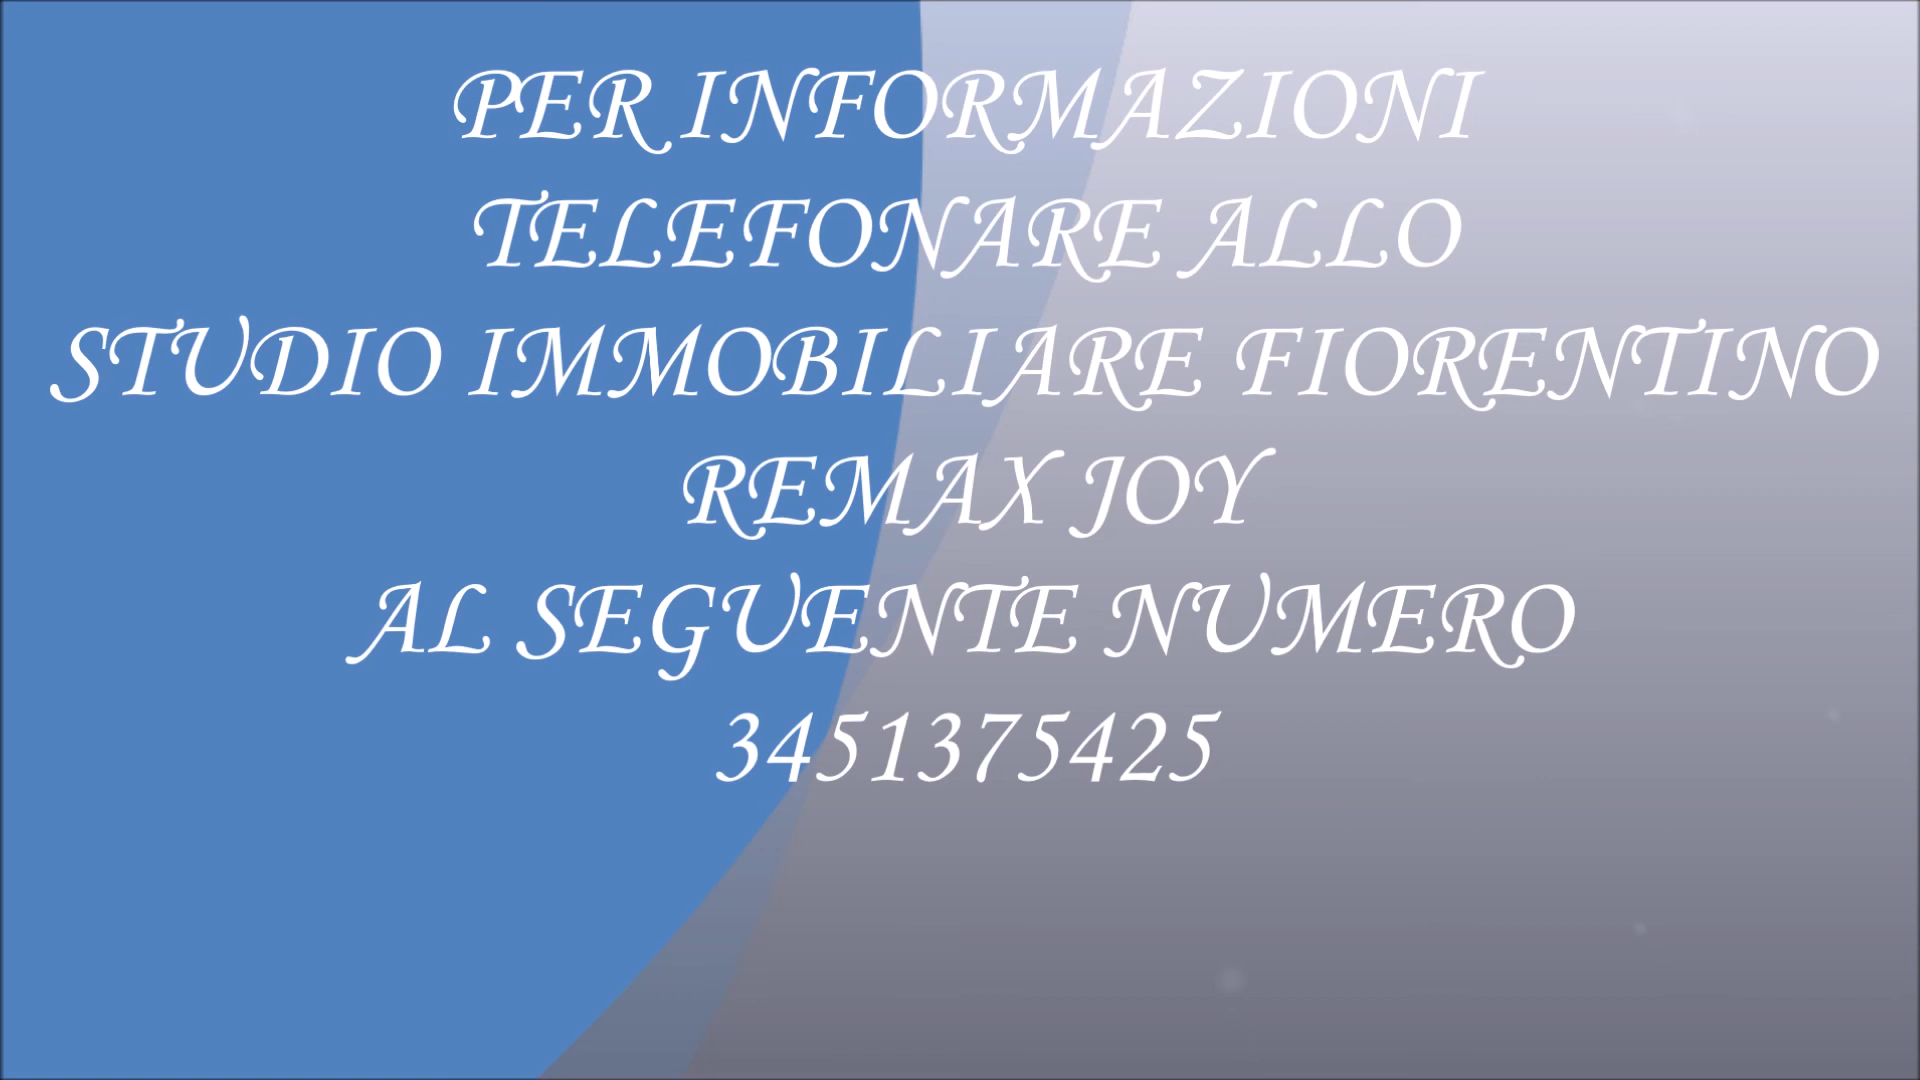 PER INFORMAZIONI
TELEFONARE ALLO
STUDIO IMMOBILIARE FIORENTINO
REMAX JOY
AL SEGUENTE NUMERO
3451375425